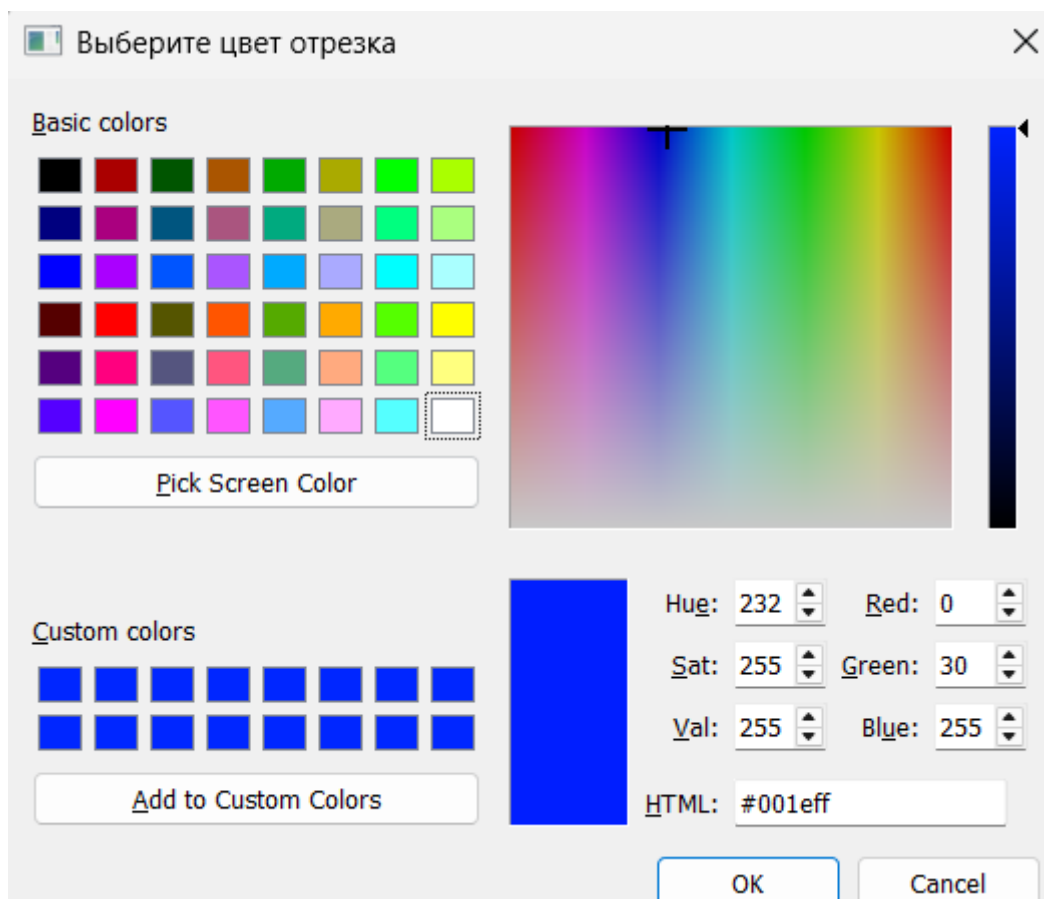 Выберите цвет отрезка
Basic colors
Pick Screen Color
Custom colors
Add to Custom Colors
Hue: 232 Red: 0
Sat: 255 Green: 30
Val: 255 Blue: 255
HTML: #001eff
OK Cancel